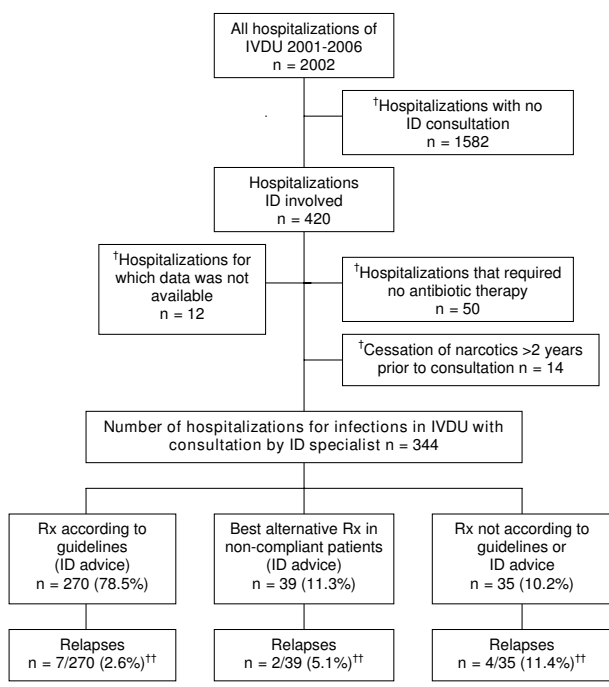 All hospitalizations of
IVDU 2001-2006
n = 2002
†Hospitalizations with no
ID consultation
n = 1582
Hospitalizations
ID involved
n = 420
†Hospitalizations for
which data was not
available
n = 12
†Hospitalizations that required
no antibiotic therapy
n = 50
†Cessation of narcotics >2 years
prior to consultation n = 14
Number of hospitalizations for infections in IVDU with
consultation by ID specialist n = 344
Rx according to
guidelines
(ID advice)
n = 270 (78.5%)
Best alternative Rx in
non-compliant patients
(ID advice)
n = 39 (11.3%)
Rx not according to
guidelines or
ID advice
n = 35 (10.2%)
Relapses
n = 7/270 (2.6%)††
Relapses
n = 2/39 (5.1%)††
Relapses
n = 4/35 (11.4%)††